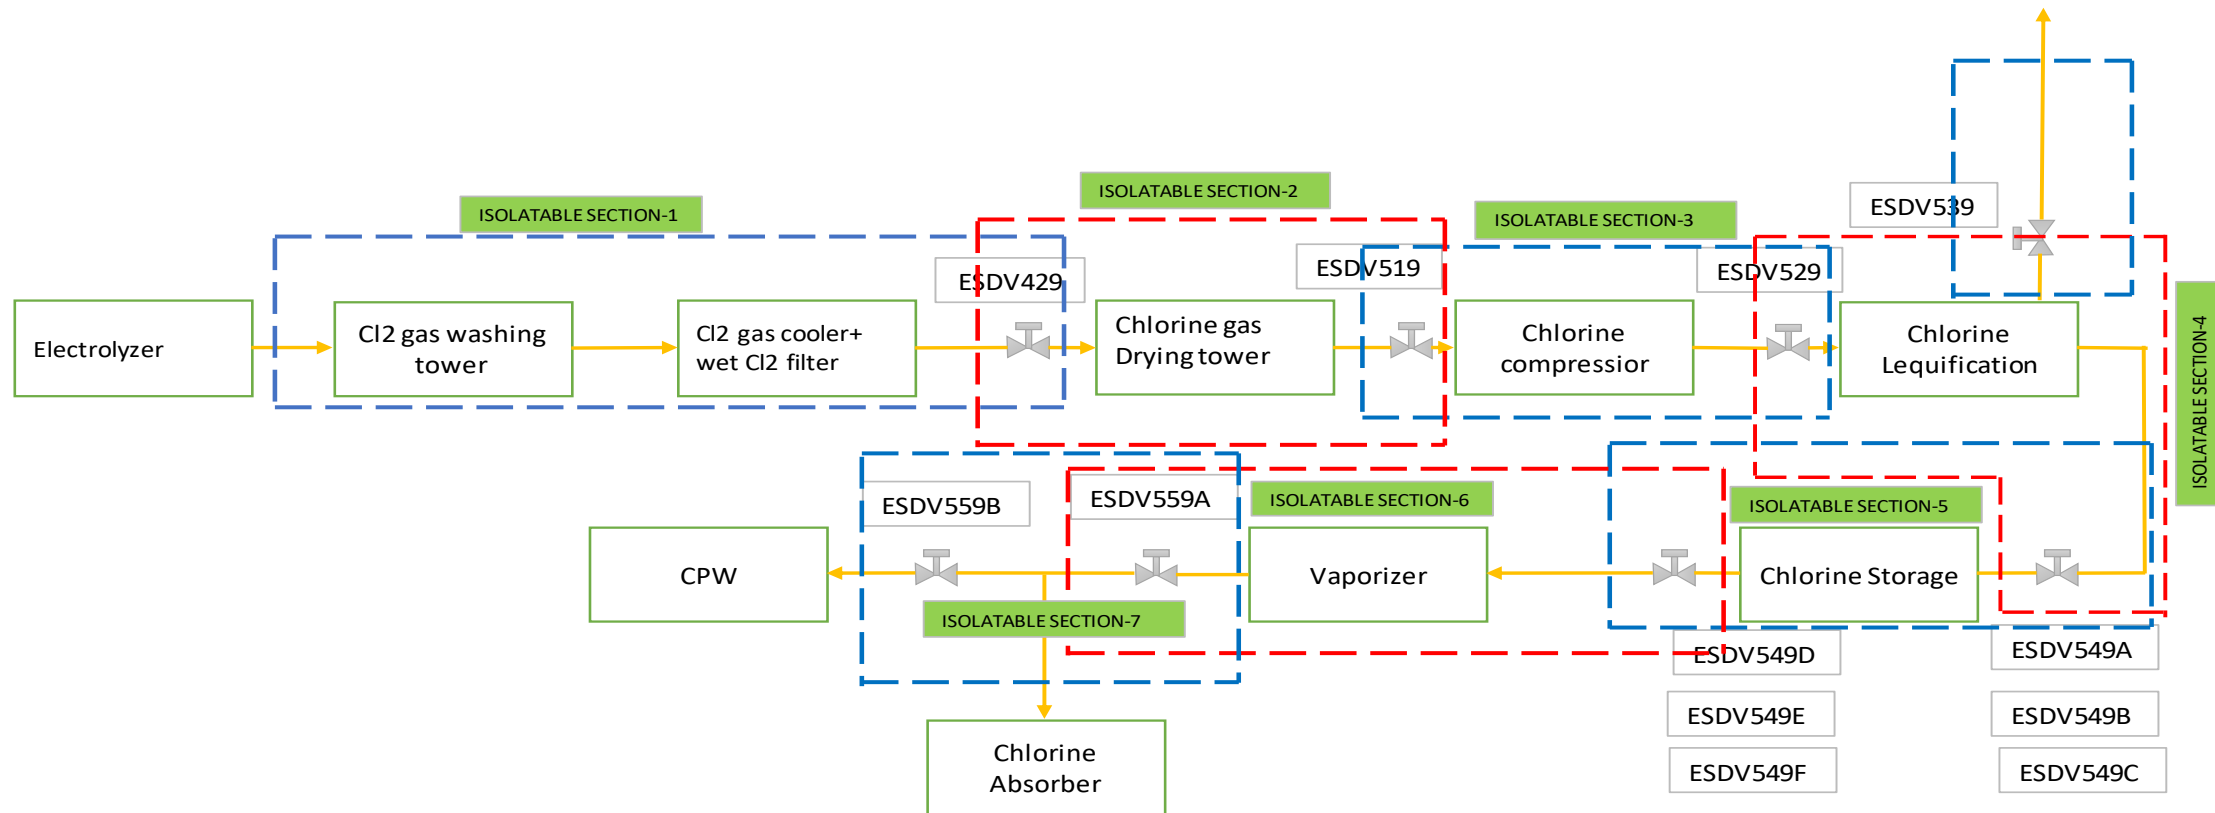 ISOLATABLE SECTION-1
ISOLATABLE SECTION-2
ISOLATABLE SECTION-3
ESDV539
ESDV429
ESDV519
ESDV529
ISOLATABLE SECTION-4
Electrolyzer
Cl2 gas washing
tower
Cl2 gas cooler+
wet Cl2 filter
Chlorine gas
Drying tower
Chlorine
compressior
Chlorine
Lequification
ESDV559B
ESDV559A
ISOLATABLE SECTION-6
ISOLATABLE SECTION-5
CPW
Vaporizer
Chlorine Storage
ISOLATABLE SECTION-7
ESDV549D
ESDV549A
ESDV549E
ESDV549B
ESDV549F
ESDV549C
Chlorine
Absorber